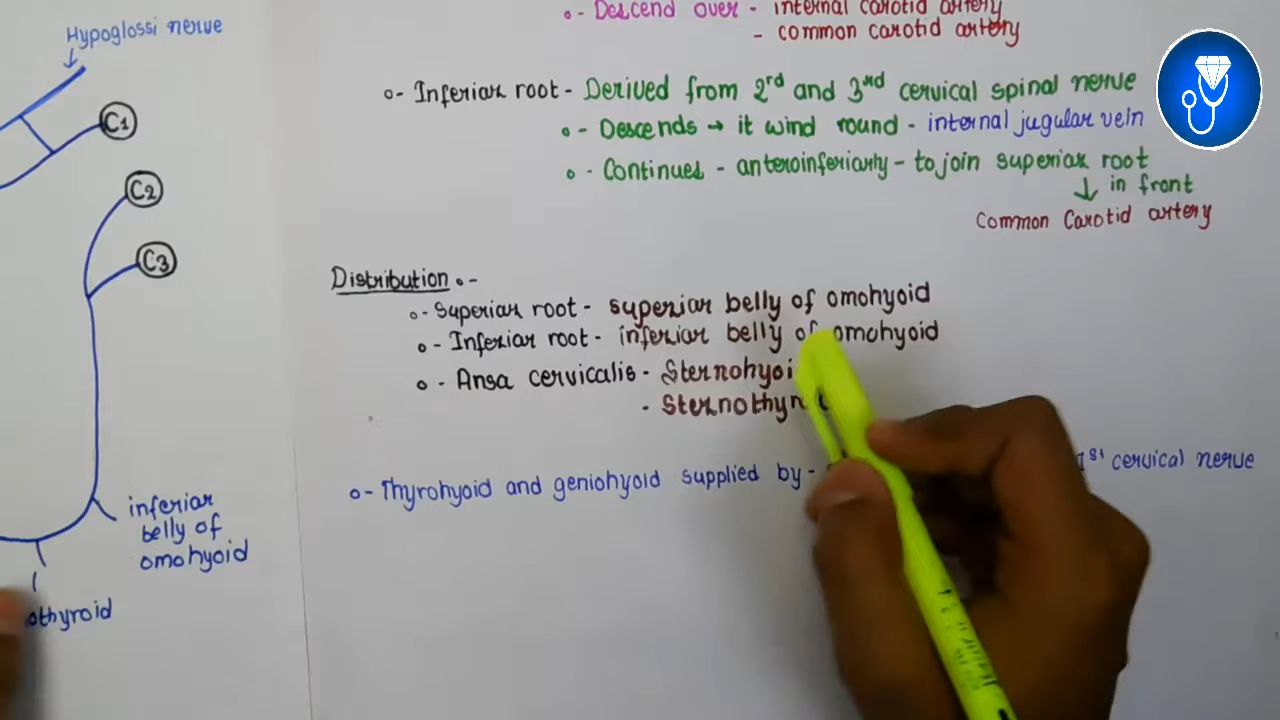 Hypoglossi nerve
C1
C2
C3
inferior
belly of
omohyoid
othyroid
o- Descend over - internal carotid artery
- common carotid artery
o- Inferior root - Derived from 2rd and 3rd cervical spinal nerve
o- Descends → it wind round - internal jugular vein
o- Continues - anteroinferiorly - to join superior root
↓ in front
Common Carotid artery
Distribution o-
o- Superior root - superior belly of omohyoid
o- Inferior root - inferior belly of omohyoid
o- Ansa cervicalis - Sternohyoi
- Sternothy
o- Thyrohyoid and geniohyoid supplied by - 1st cervical nerve